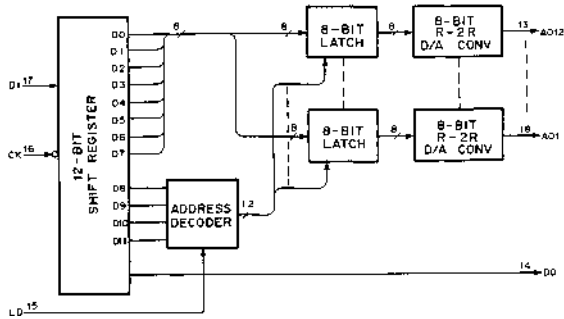 DI 17
CK 16
LD 15
12-BIT
SHIFT REGISTER
D0
D1
D2
D3
D4
D5
D6
D7
D8
D9
D10
D11
8
8
8
ADDRESS
DECODER
12
8-BIT
LATCH
8
8-BIT
R-2R
D/A CONV
13
AO12
8-BIT
LATCH
8
8-BIT
R-2R
D/A CONV
18
AO1
14
DO